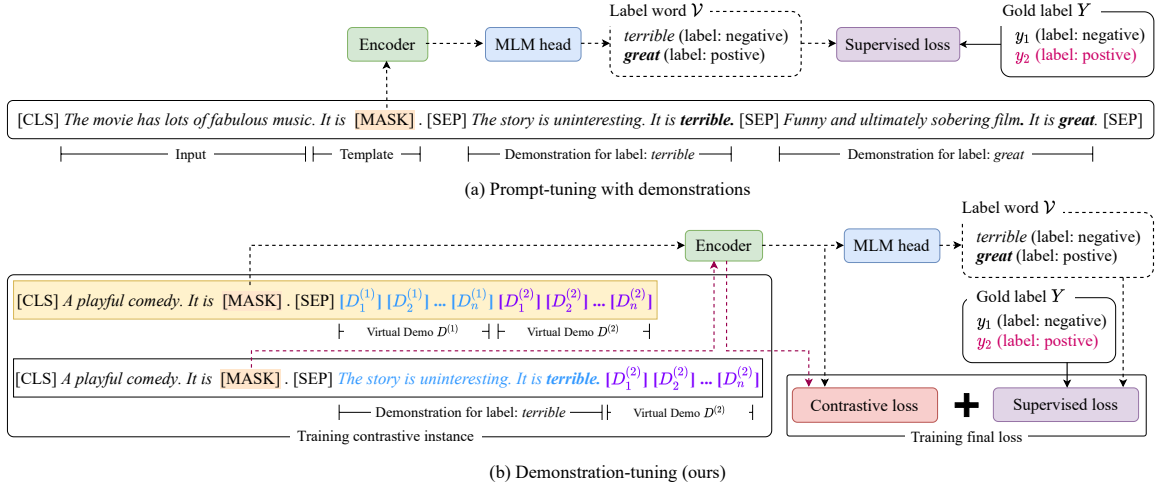 Label word 𝒱
Gold label Y
Encoder
MLM head
terrible (label: negative)
great (label: postive)
Supervised loss
y₁ (label: negative)
y₂ (label: postive)
[CLS] The movie has lots of fabulous music. It is [MASK] . [SEP] The story is uninteresting. It is terrible. [SEP] Funny and ultimately sobering film. It is great. [SEP]
Input
Template
Demonstration for label: terrible
Demonstration for label: great
(a) Prompt-tuning with demonstrations
Label word 𝒱
Encoder
MLM head
terrible (label: negative)
great (label: postive)
[CLS] A playful comedy. It is [MASK] . [SEP] [D₁⁽¹⁾] [D₂⁽¹⁾] ... [Dₙ⁽¹⁾] [D₁⁽²⁾] [D₂⁽²⁾] ... [Dₙ⁽²⁾]
Virtual Demo D⁽¹⁾
Virtual Demo D⁽²⁾
Gold label Y
y₁ (label: negative)
y₂ (label: postive)
[CLS] A playful comedy. It is [MASK] . [SEP] The story is uninteresting. It is terrible. [D₁⁽²⁾] [D₂⁽²⁾] ... [Dₙ⁽²⁾]
Demonstration for label: terrible
Virtual Demo D⁽²⁾
Contrastive loss
+
Supervised loss
Training contrastive instance
Training final loss
(b) Demonstration-tuning (ours)